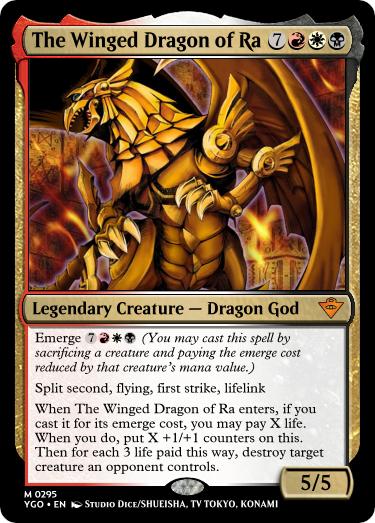 The Winged Dragon of Ra 7
Legendary Creature — Dragon God
Emerge 7 (You may cast this spell by
sacrificing a creature and paying the emerge cost
reduced by that creature's mana value.)
Split second, flying, first strike, lifelink
When The Winged Dragon of Ra enters, if you
cast it for its emerge cost, you may pay X life.
When you do, put X +1/+1 counters on this.
Then for each 3 life paid this way, destroy target
creature an opponent controls.
5/5
M 0295
YGO • EN Studio Dice/SHUEISHA, TV TOKYO, KONAMI